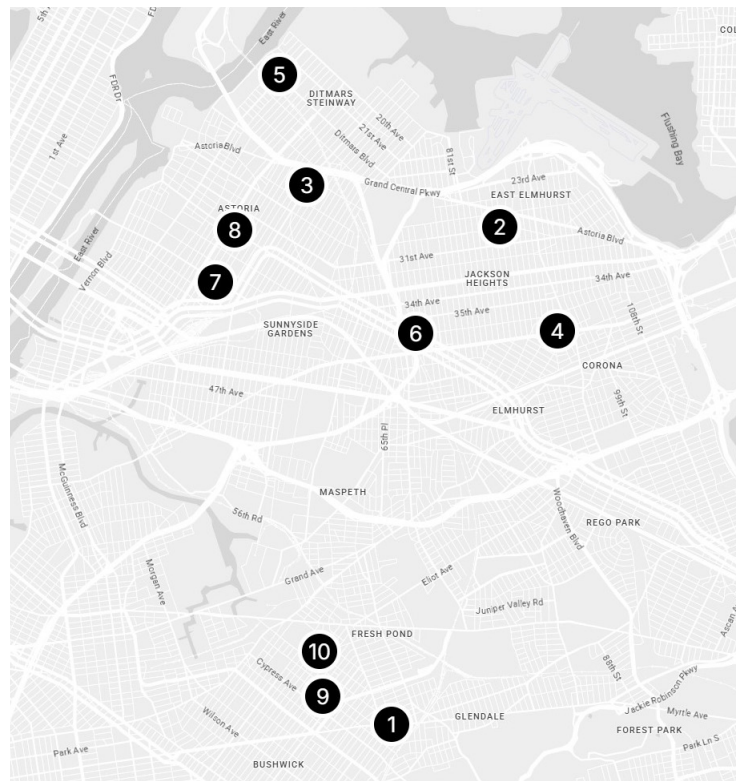 5th A
FD
East River
COL
5
DITMARS
STEINWAY
FDR Dr
20th Ave
21st Ave
Ditmars Blvd
1st Ave
Astoria Blvd
81st St
Flushing Bay
3
Grand Central Pkwy
23rd Ave
EAST ELMHURST
ASTORIA
8
2
Astoria Blvd
East River
Vernon Blvd
31st Ave
7
JACKSON
HEIGHTS
34th Ave
34th Ave
35th Ave
SUNNYSIDE
GARDENS
6
4
108th St
CORONA
47th Ave
99th St
ELMHURST
65th Pl
McGuinness Blvd
MASPETH
56th Rd
Woodhaven Blvd
REGO PARK
Morgan Ave
Grand Ave
Eliot Ave
Juniper Valley Rd
Ascan A
FRESH POND
10
88th St
Cypress Ave
9
Jackie Robinson Pkwy
Wilson Ave
1
GLENDALE
Myrtle Ave
FOREST PARK
Park Ln S
Park Ave
BUSHWICK